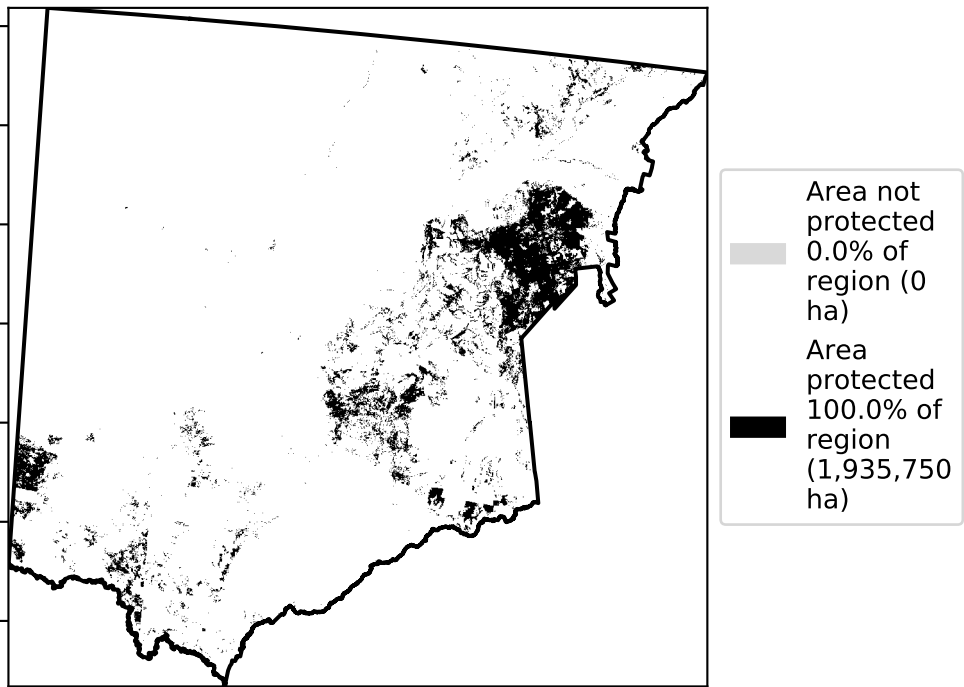 Area not
protected
0.0% of
region (0
ha)
Area
protected
100.0% of
region
(1,935,750
ha)